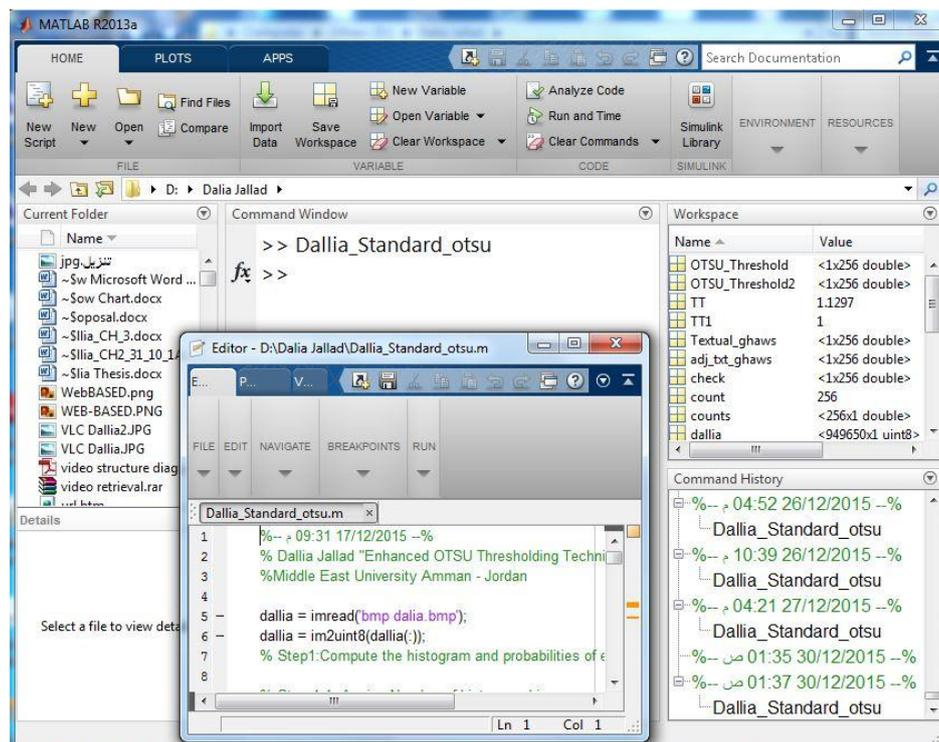 MATLAB R2013a
HOME PLOTS APPS
Search Documentation
New Script
New
Open
Find Files
Compare
FILE
Import Data
Save Workspace
New Variable
Open Variable
Clear Workspace
VARIABLE
Analyze Code
Run and Time
Clear Commands
CODE
Simulink Library
SIMULINK
ENVIRONMENT
RESOURCES
D: Dalia Jallad
Current Folder
Name
تنزيل.jpg
~$w Microsoft Word ...
~$ow Chart.docx
~$oposal.docx
~$llia_CH_3.docx
~$llia_CH2_31_10_1
~$lia Thesis.docx
WebBASED.png
WEB-BASED.PNG
VLC Dallia2.JPG
VLC Dallia.JPG
video structure diag
video retrieval.rar
url.htm
Details
Select a file to view deta
Command Window
>> Dallia_Standard_otsu
fx >>
Editor - D:\Dalia Jallad\Dallia_Standard_otsu.m
E... P... V...
FILE EDIT NAVIGATE BREAKPOINTS RUN
Dallia_Standard_otsu.m ×
1 %-- م 09:31 17/12/2015 --%
2 % Dallia Jallad "Enhanced OTSU Thresholding Techni
3 %Middle East University Amman - Jordan
4
5 – dallia = imread('bmp dalia.bmp');
6 – dallia = im2uint8(dallia(:));
7 % Step1:Compute the histogram and probabilities of e
8
Ln 1 Col 1
Workspace
Name Value
OTSU_Threshold <1x256 double>
OTSU_Threshold2 <1x256 double>
TT 1.1297
TT1 1
Textual_ghaws <1x256 double>
adj_txt_ghaws <1x256 double>
check <1x256 double>
count 256
counts <256x1 double>
dallia <949650x1 uint8>
Command History
%-- م 04:52 26/12/2015 --%
Dallia_Standard_otsu
%-- م 10:39 26/12/2015 --%
Dallia_Standard_otsu
%-- م 04:21 27/12/2015 --%
Dallia_Standard_otsu
%-- ص 01:35 30/12/2015 --%
%-- ص 01:37 30/12/2015 --%
Dallia_Standard_otsu